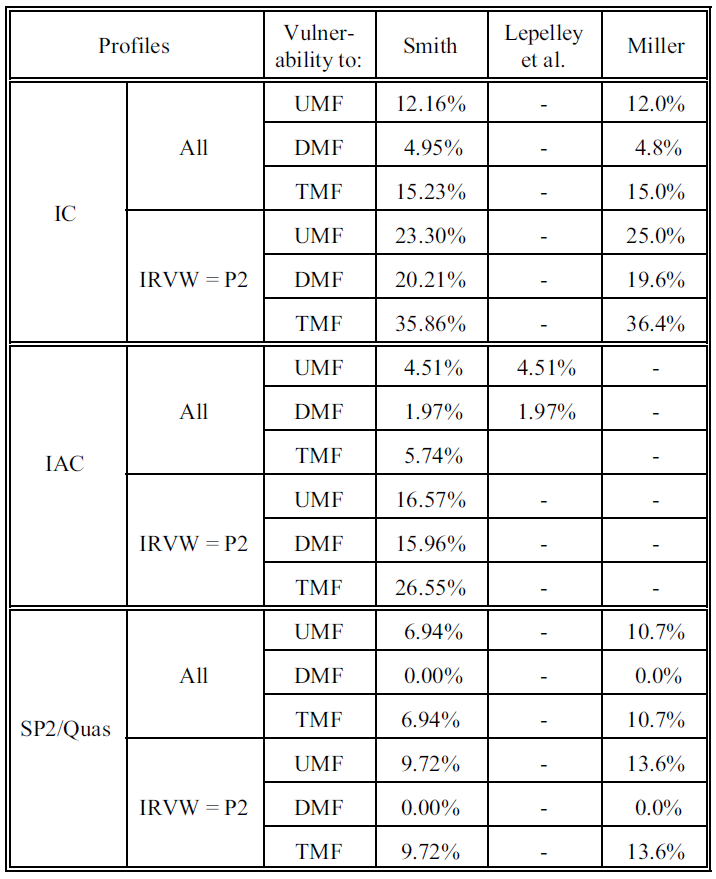 Profiles Vulner-ability to: Smith Lepelley et al. Miller
IC All UMF 12.16% - 12.0%
DMF 4.95% - 4.8%
TMF 15.23% - 15.0%
IRVW = P2 UMF 23.30% - 25.0%
DMF 20.21% - 19.6%
TMF 35.86% - 36.4%
IAC All UMF 4.51% 4.51% -
DMF 1.97% 1.97% -
TMF 5.74% -
IRVW = P2 UMF 16.57% - -
DMF 15.96% - -
TMF 26.55% - -
SP2/Quas All UMF 6.94% - 10.7%
DMF 0.00% - 0.0%
TMF 6.94% - 10.7%
IRVW = P2 UMF 9.72% - 13.6%
DMF 0.00% - 0.0%
TMF 9.72% - 13.6%